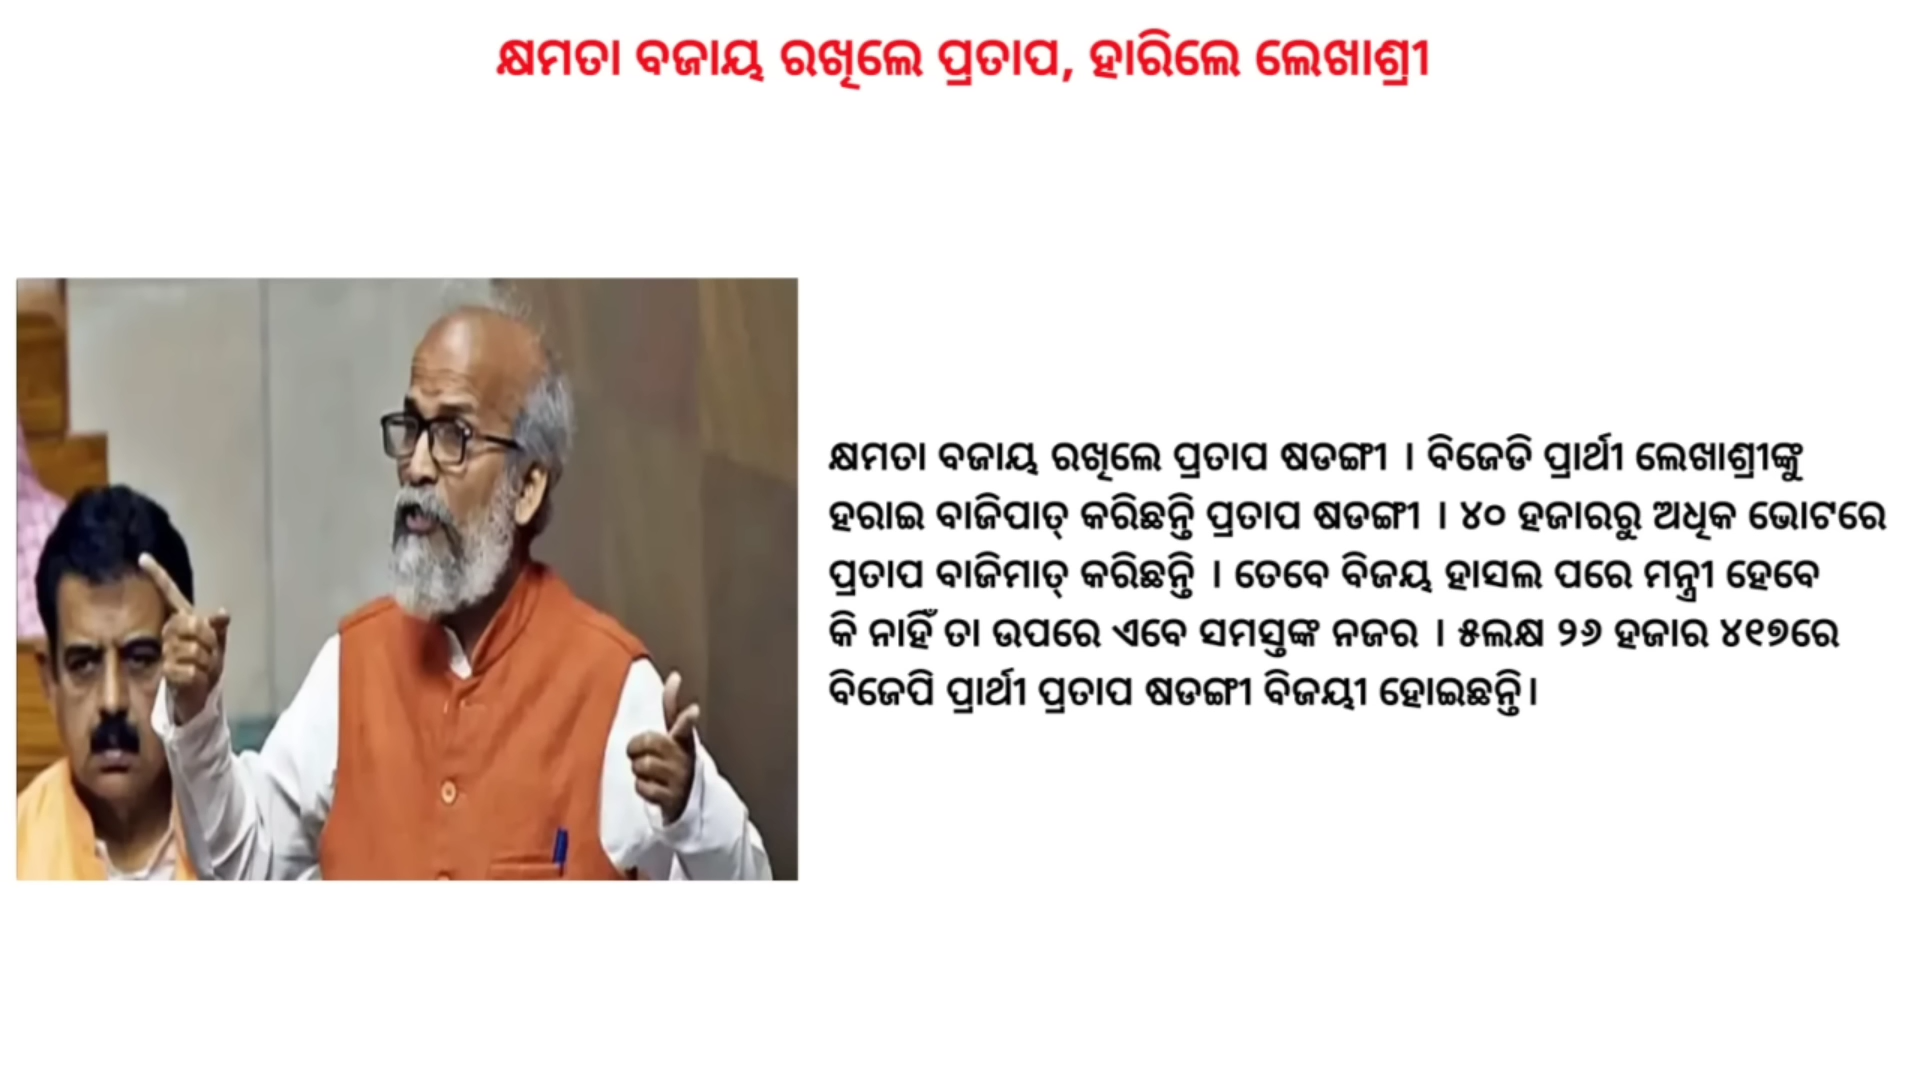 କ୍ଷମତା ବଜାୟ ରଖିଲେ ପ୍ରତାପ, ହାରିଲେ ଲେଖାଶ୍ରୀ
କ୍ଷମତା ବଜାୟ ରଖିଲେ ପ୍ରତାପ ଷଡଙ୍ଗୀ । ବିଜେଡି ପ୍ରାର୍ଥୀ ଲେଖାଶ୍ରୀଙ୍କୁ
ହରାଇ ବାଜିପାତ୍ କରିଛନ୍ତି ପ୍ରତାପ ଷଡଙ୍ଗୀ । ୪୦ ହଜାରରୁ ଅଧିକ ଭୋଟରେ
ପ୍ରତାପ ବାଜିମାତ୍ କରିଛନ୍ତି । ତେବେ ବିଜୟ ହାସଲ ପରେ ମନ୍ତ୍ରୀ ହେବେ
କି ନାହିଁ ତା ଉପରେ ଏବେ ସମସ୍ତଙ୍କ ନଜର । ୫ଲକ୍ଷ ୨୬ ହଜାର ୪୧୭ରେ
ବିଜେପି ପ୍ରାର୍ଥୀ ପ୍ରତାପ ଷଡଙ୍ଗୀ ବିଜୟୀ ହୋଇଛନ୍ତି।